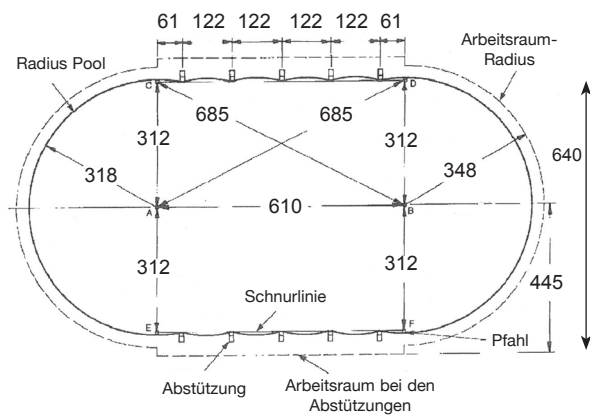 61 122 122 122 122 61
Arbeitsraum-
Radius
Radius Pool
C
D
685
685
312
312
640
318
348
A
610
B
312
312
445
Schnurlinie
E
F
Pfahl
Abstützung
Arbeitsraum bei den
Abstützungen